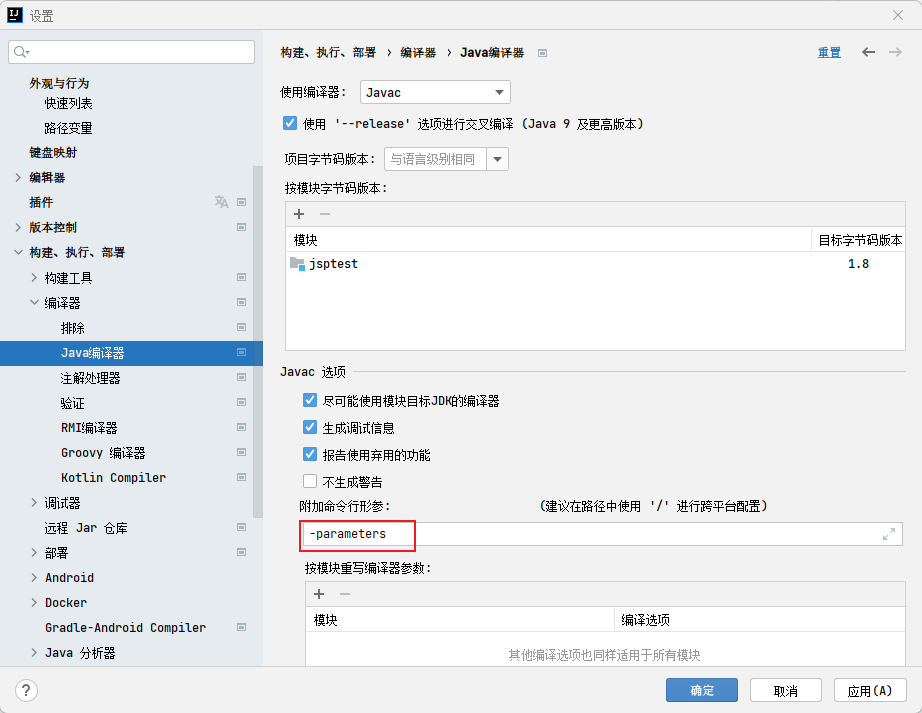 设置
外观与行为
快速列表
路径变量
键盘映射
编辑器
插件
版本控制
构建、执行、部署
构建工具
编译器
排除
Java编译器
注解处理器
验证
RMI编译器
Groovy 编译器
Kotlin Compiler
调试器
远程 Jar 仓库
部署
Android
Docker
Gradle-Android Compiler
Java 分析器
构建、执行、部署 › 编译器 › Java编译器 重置
使用编译器: Javac
使用 '--release' 选项进行交叉编译 (Java 9 及更高版本)
项目字节码版本: 与语言级别相同
按模块字节码版本:
模块 目标字节码版本
jsptest 1.8
Javac 选项
尽可能使用模块目标JDK的编译器
生成调试信息
报告使用弃用的功能
不生成警告
附加命令行形参: (建议在路径中使用 '/' 进行跨平台配置)
-parameters
按模块重写编译器参数:
模块 编译选项
其他编译选项也同样适用于所有模块
? 确定 取消 应用(A)